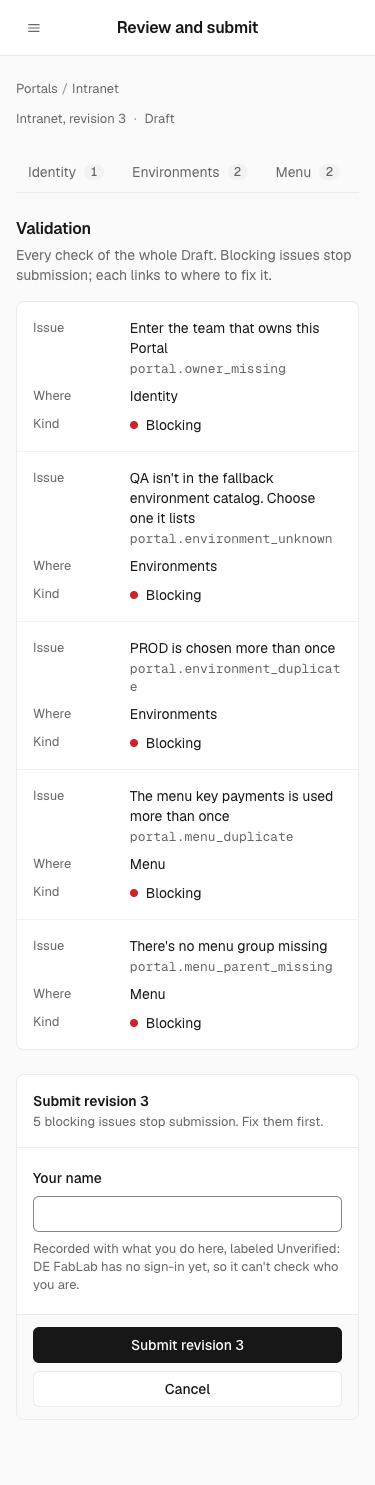 Review and submit
Portals / Intranet
Intranet, revision 3 · Draft
Identity 1 Environments 2 Menu 2
Validation
Every check of the whole Draft. Blocking issues stop
submission; each links to where to fix it.
Issue Enter the team that owns this
Portal
portal.owner_missing
Where Identity
Kind Blocking
Issue QA isn't in the fallback
environment catalog. Choose
one it lists
portal.environment_unknown
Where Environments
Kind Blocking
Issue PROD is chosen more than once
portal.environment_duplicat
e
Where Environments
Kind Blocking
Issue The menu key payments is used
more than once
portal.menu_duplicate
Where Menu
Kind Blocking
Issue There's no menu group missing
portal.menu_parent_missing
Where Menu
Kind Blocking
Submit revision 3
5 blocking issues stop submission. Fix them first.
Your name
Recorded with what you do here, labeled Unverified:
DE FabLab has no sign-in yet, so it can't check who
you are.
Submit revision 3
Cancel